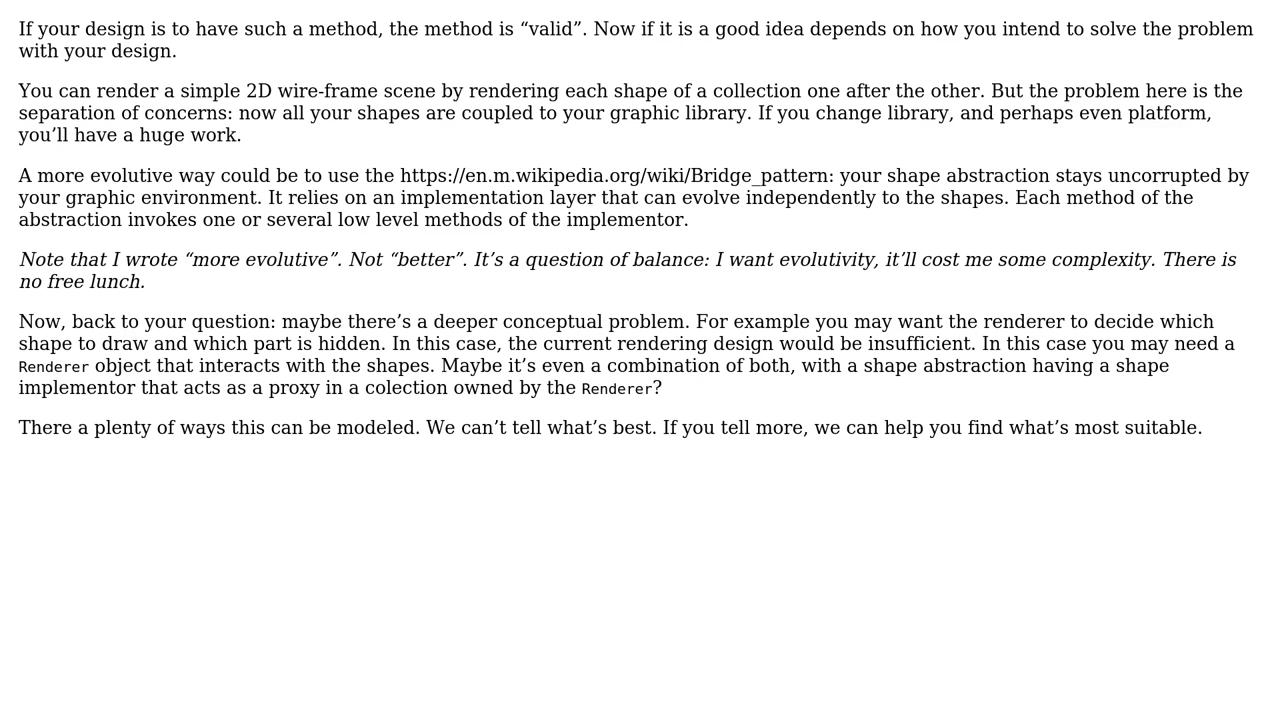 If your design is to have such a method, the method is “valid”. Now if it is a good idea depends on how you intend to solve the problem
with your design.
You can render a simple 2D wire-frame scene by rendering each shape of a collection one after the other. But the problem here is the
separation of concerns: now all your shapes are coupled to your graphic library. If you change library, and perhaps even platform,
you’ll have a huge work.
A more evolutive way could be to use the https://en.m.wikipedia.org/wiki/Bridge_pattern: your shape abstraction stays uncorrupted by
your graphic environment. It relies on an implementation layer that can evolve independently to the shapes. Each method of the
abstraction invokes one or several low level methods of the implementor.
Note that I wrote “more evolutive”. Not “better”. It’s a question of balance: I want evolutivity, it’ll cost me some complexity. There is
no free lunch.
Now, back to your question: maybe there’s a deeper conceptual problem. For example you may want the renderer to decide which
shape to draw and which part is hidden. In this case, the current rendering design would be insufficient. In this case you may need a
Renderer object that interacts with the shapes. Maybe it’s even a combination of both, with a shape abstraction having a shape
implementor that acts as a proxy in a colection owned by the Renderer?
There a plenty of ways this can be modeled. We can’t tell what’s best. If you tell more, we can help you find what’s most suitable.